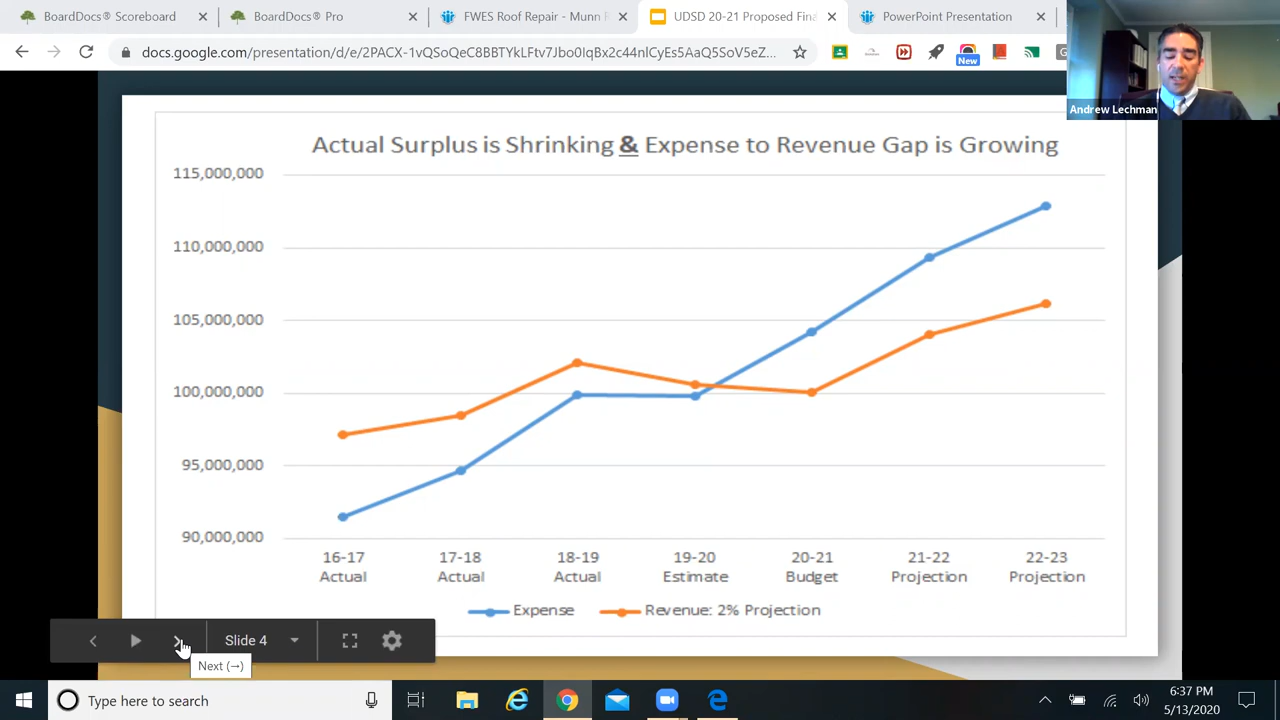 BoardDocs® Scoreboard
BoardDocs® Pro
FWES Roof Repair - Munn R
UDSD 20-21 Proposed Fina
PowerPoint Presentation
New
Andrew Lechman
Actual Surplus is Shrinking & Expense to Revenue Gap is Growing
115,000,000
110,000,000
105,000,000
100,000,000
95,000,000
90,000,000
16-17 Actual
17-18 Actual
18-19 Actual
19-20 Estimate
20-21 Budget
21-22 Projection
22-23 Projection
Expense
Revenue: 2% Projection
Slide 4
Next (→)
Type here to search
6:37 PM
5/13/2020